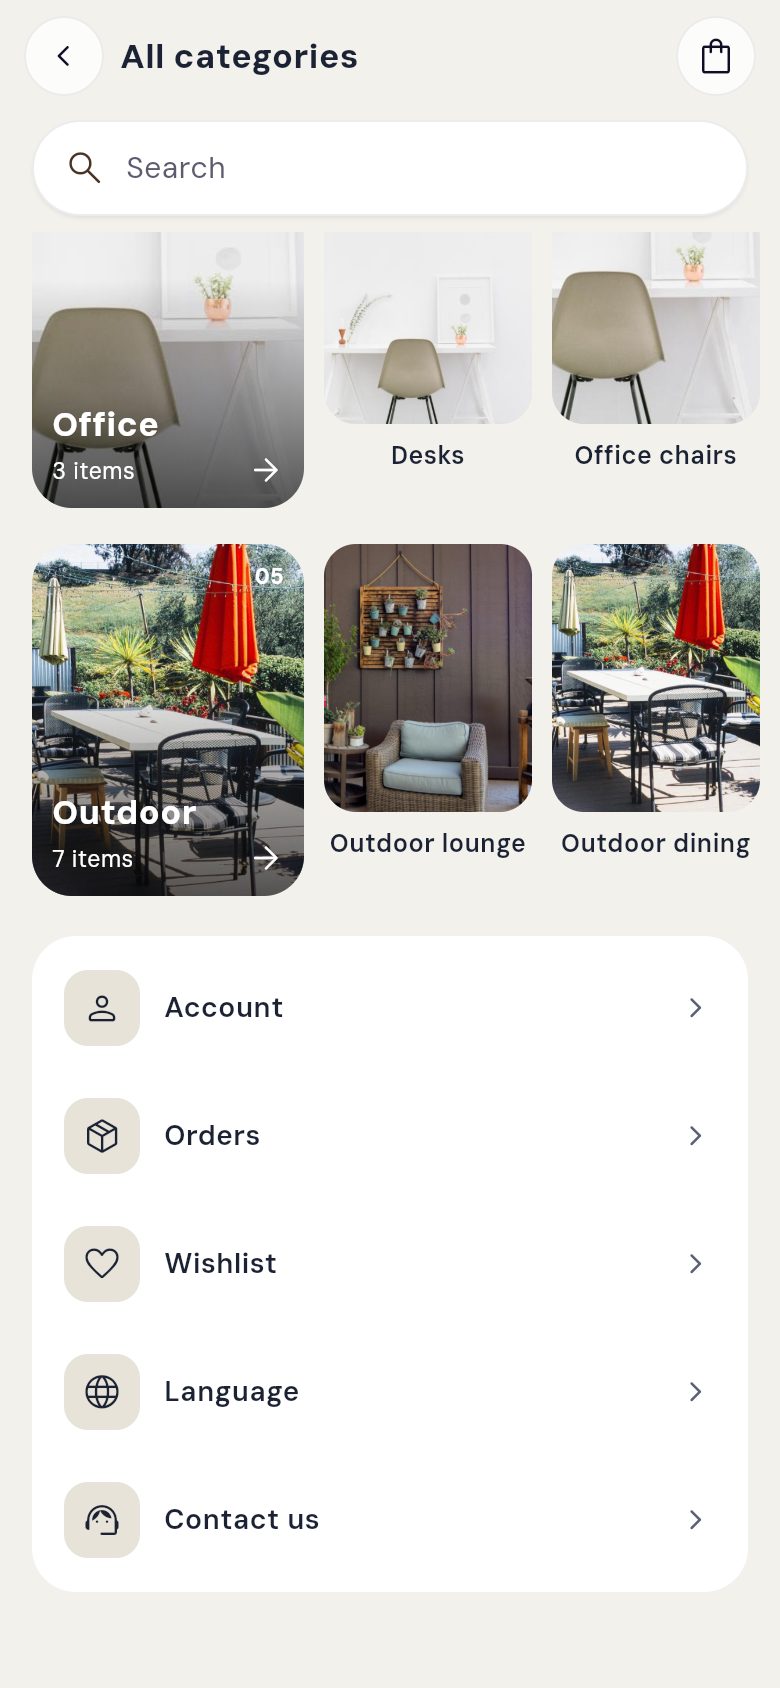 All categories
Search
Office
3 items
Desks
Office chairs
05
Outdoor
7 items
Outdoor lounge
Outdoor dining
Account
Orders
Wishlist
Language
Contact us